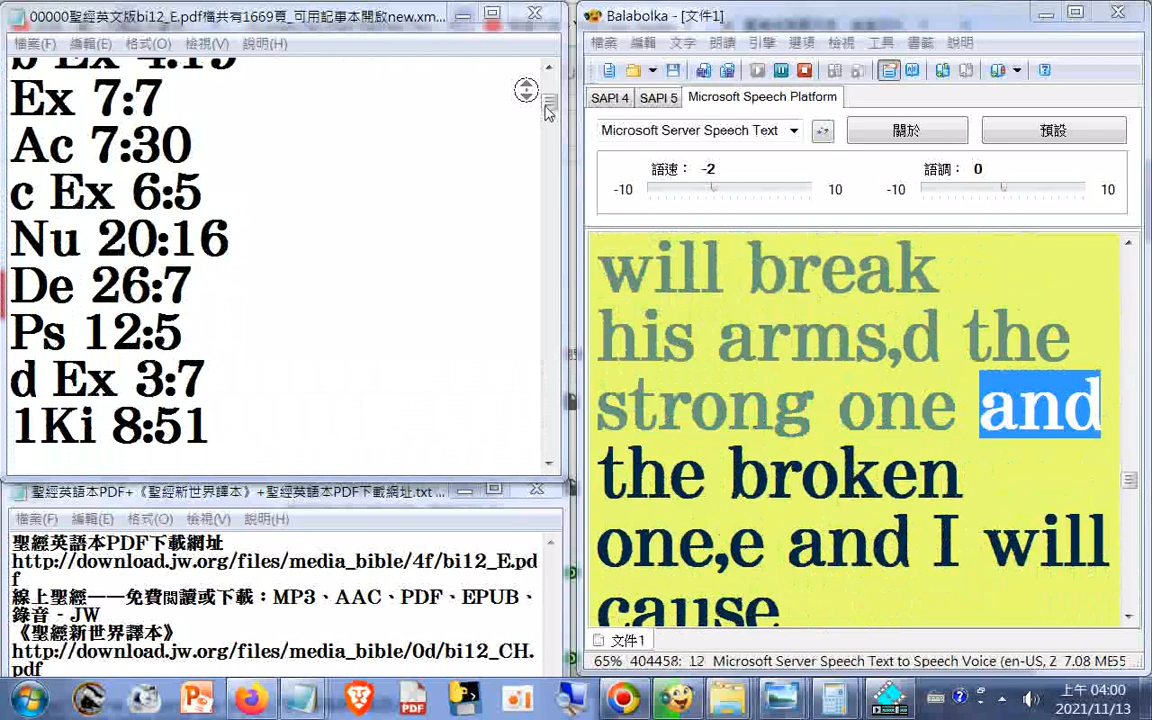 00000聖經英文版bi12_E.pdf檔共有1669頁_可用記事本開啟new.xm...
檔案(F) 編輯(E) 格式(O) 檢視(V) 說明(H)
b Ex 4:15
Ex 7:7
Ac 7:30
c Ex 6:5
Nu 20:16
De 26:7
Ps 12:5
d Ex 3:7
1Ki 8:51
聖經英語本PDF+《聖經新世界譯本》+聖經英語本PDF下載網址.txt ...
檔案(F) 編輯(E) 格式(O) 檢視(V) 說明(H)
聖經英語本PDF下載網址
http://download.jw.org/files/media_bible/4f/bi12_E.pd
f
線上聖經——免費閱讀或下載：MP3、AAC、PDF、EPUB、
錄音 - JW
《聖經新世界譯本》
http://download.jw.org/files/media_bible/0d/bi12_CH.
pdf
Balabolka - [文件1]
檔案 編輯 文字 朗讀 引擎 選項 檢視 工具 書籤 說明
SAPI 4 SAPI 5 Microsoft Speech Platform
Microsoft Server Speech Text 關於 預設
語速： -2 語調： 0
-10 10 -10 10
will break
his arms,d the
strong one and
the broken
one,e and I will
cause
文件1
65% 404458: 12 Microsoft Server Speech Text to Speech Voice (en-US, Z 7.08 ME55
上午 04:00
2021/11/13